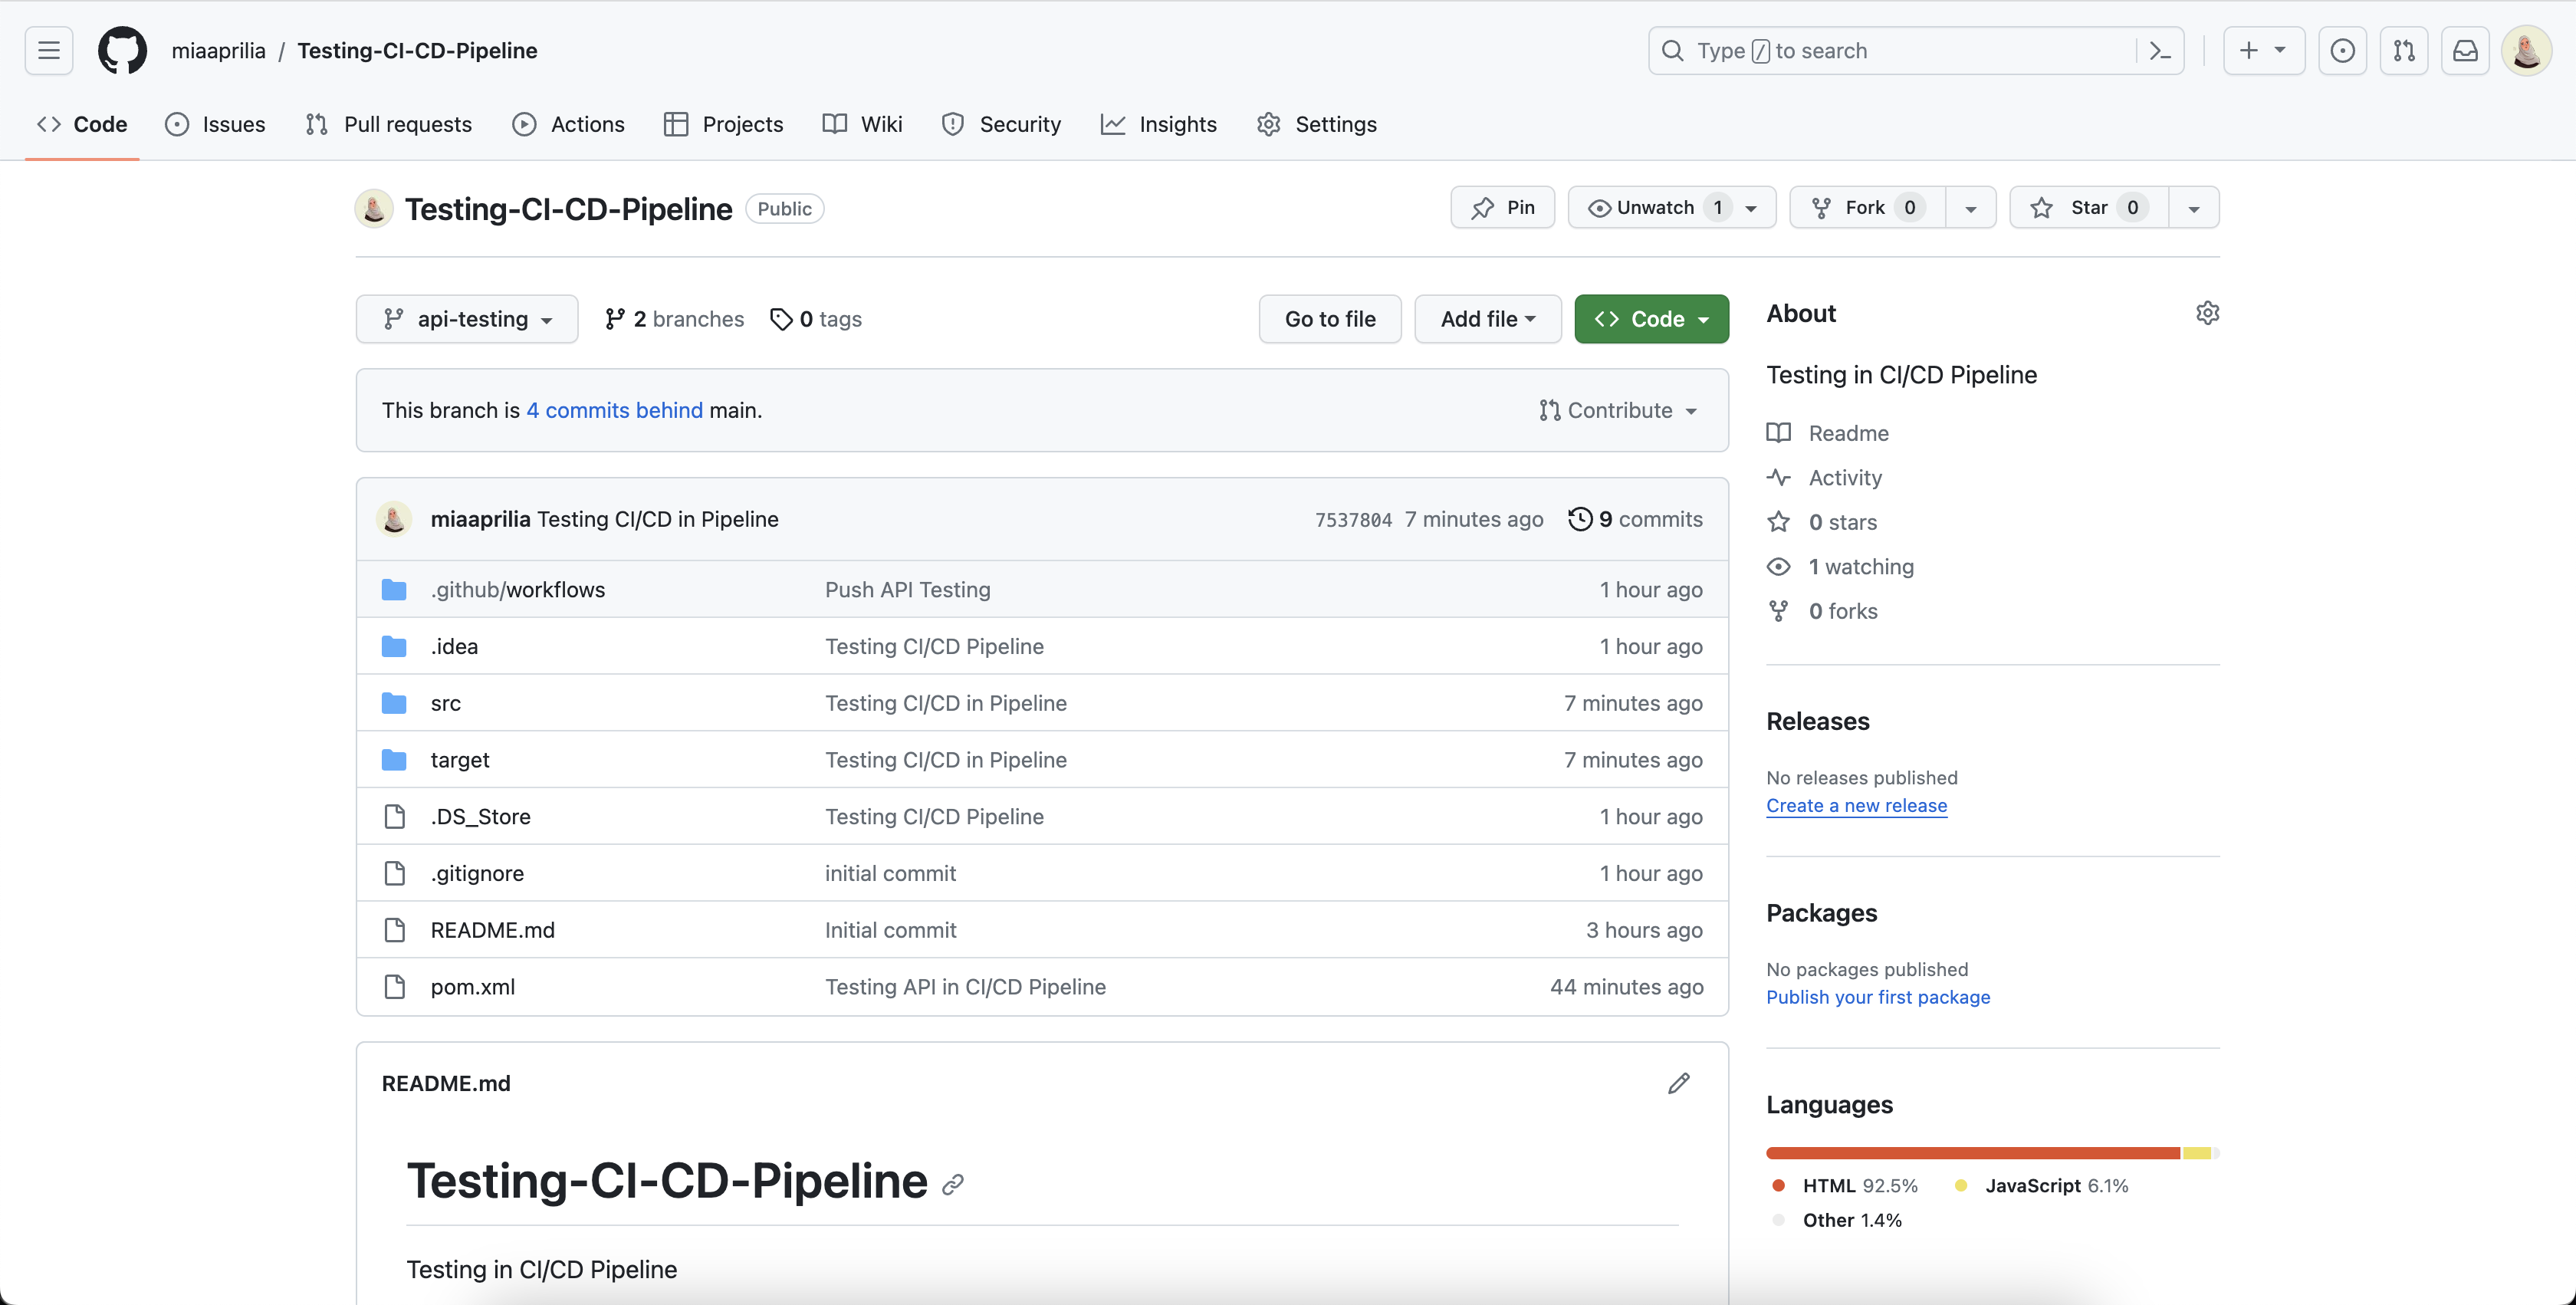 miaaprilia / Testing-CI-CD-Pipeline
Type / to search
Code Issues Pull requests Actions Projects Wiki Security Insights Settings
Testing-CI-CD-Pipeline Public
Pin Unwatch 1 Fork 0 Star 0
api-testing 2 branches 0 tags
Go to file Add file Code
This branch is 4 commits behind main.
Contribute
miaaprilia Testing CI/CD in Pipeline 7537804 7 minutes ago 9 commits
.github/workflows Push API Testing 1 hour ago
.idea Testing CI/CD Pipeline 1 hour ago
src Testing CI/CD in Pipeline 7 minutes ago
target Testing CI/CD in Pipeline 7 minutes ago
.DS_Store Testing CI/CD Pipeline 1 hour ago
.gitignore initial commit 1 hour ago
README.md Initial commit 3 hours ago
pom.xml Testing API in CI/CD Pipeline 44 minutes ago
README.md
Testing-CI-CD-Pipeline
Testing in CI/CD Pipeline
About
Testing in CI/CD Pipeline
Readme
Activity
0 stars
1 watching
0 forks
Releases
No releases published
Create a new release
Packages
No packages published
Publish your first package
Languages
HTML 92.5% JavaScript 6.1%
Other 1.4%